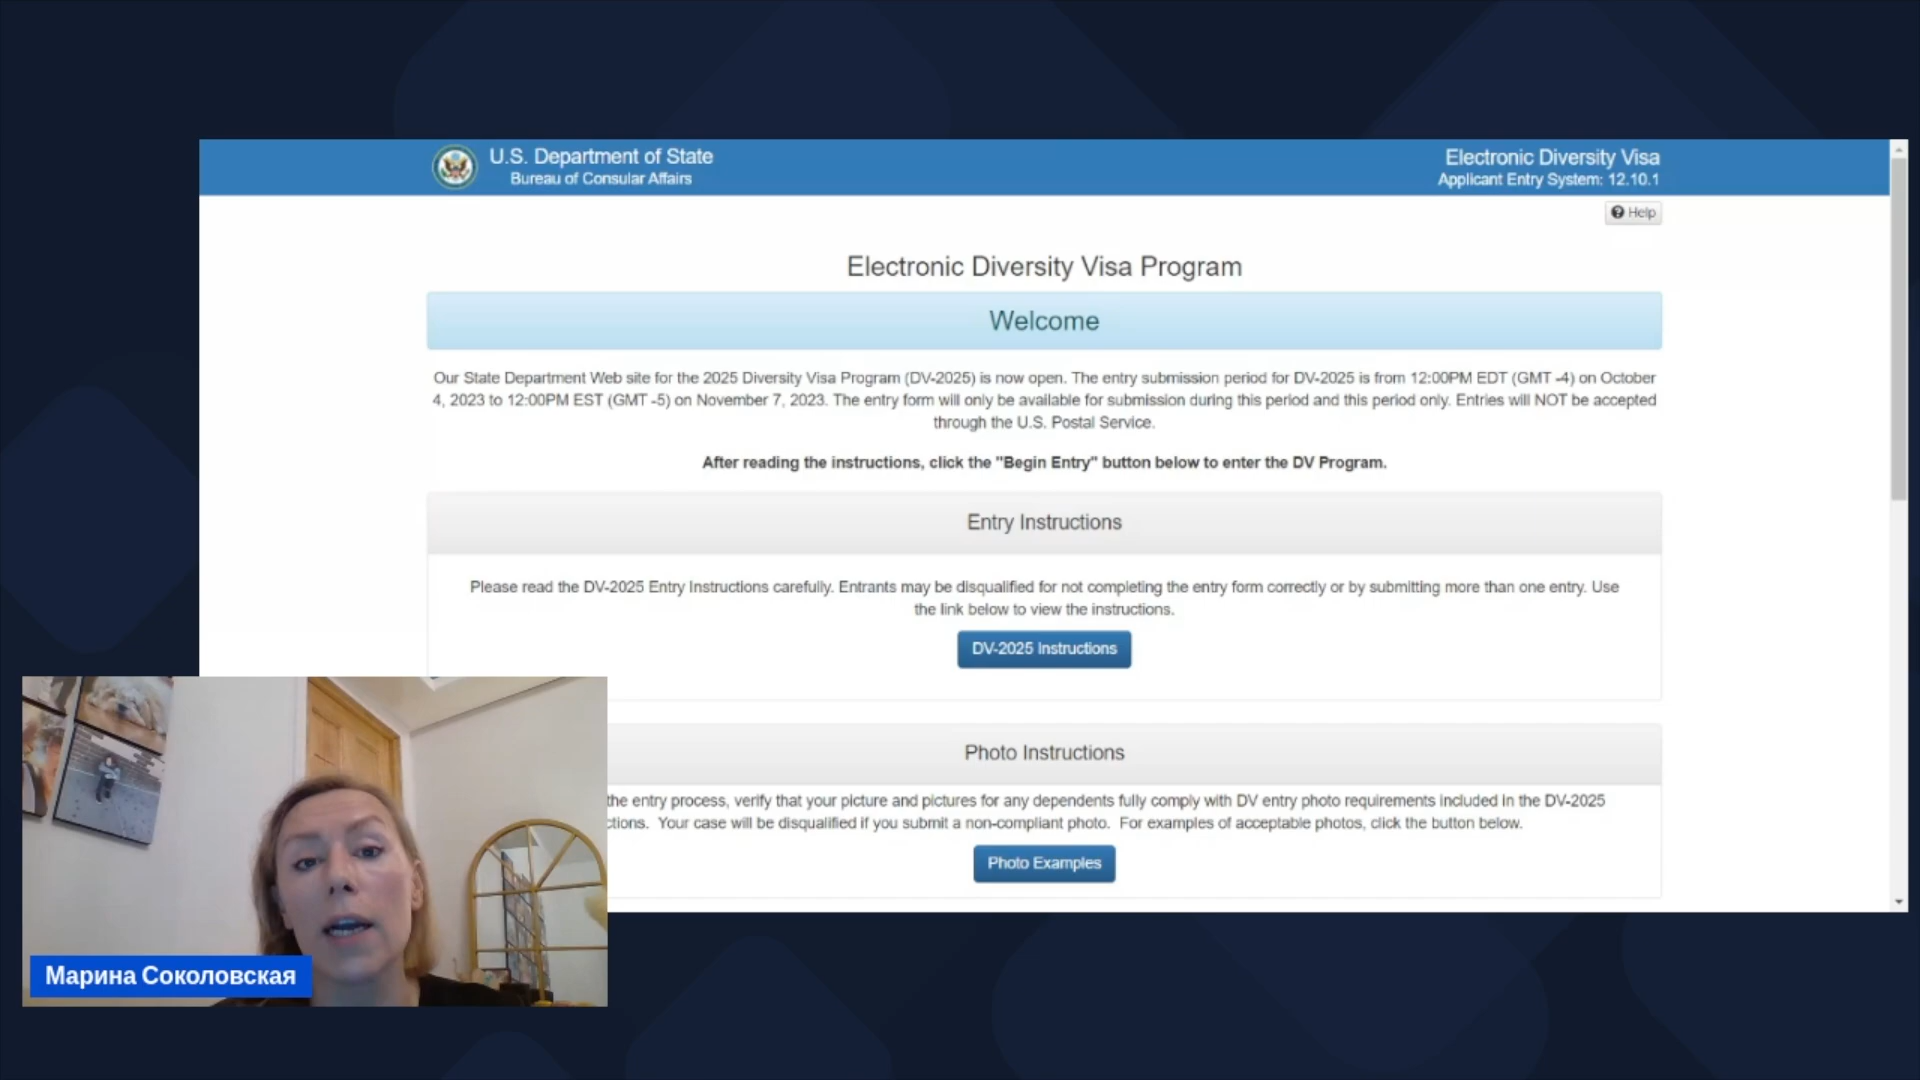 U.S. Department of State
Bureau of Consular Affairs
Electronic Diversity Visa
Applicant Entry System: 12.10.1
Help
Electronic Diversity Visa Program
Welcome
Our State Department Web site for the 2025 Diversity Visa Program (DV-2025) is now open. The entry submission period for DV-2025 is from 12:00PM EDT (GMT -4) on October
4, 2023 to 12:00PM EST (GMT -5) on November 7, 2023. The entry form will only be available for submission during this period and this period only. Entries will NOT be accepted
through the U.S. Postal Service.
After reading the instructions, click the "Begin Entry" button below to enter the DV Program.
Entry Instructions
Please read the DV-2025 Entry Instructions carefully. Entrants may be disqualified for not completing the entry form correctly or by submitting more than one entry. Use
the link below to view the instructions.
DV-2025 Instructions
Photo Instructions
the entry process, verify that your picture and pictures for any dependents fully comply with DV entry photo requirements included in the DV-2025
ctions. Your case will be disqualified if you submit a non-compliant photo. For examples of acceptable photos, click the button below.
Photo Examples
Марина Соколовская